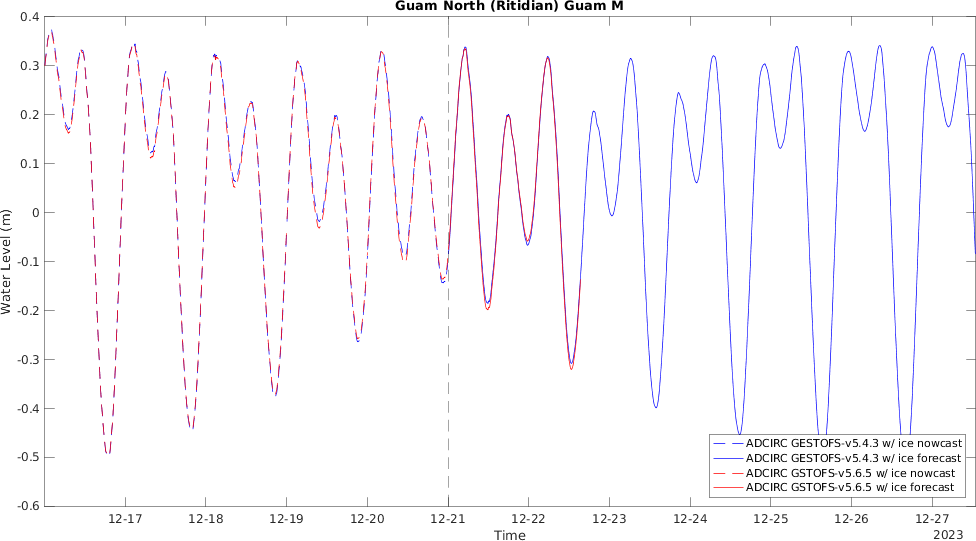 Guam North (Ritidian) Guam M
0.4
0.3
0.2
0.1
0
-0.1
-0.2
-0.3
-0.4
-0.5
-0.6
Water Level (m)
ADCIRC GESTOFS-v5.4.3 w/ ice nowcast
ADCIRC GESTOFS-v5.4.3 w/ ice forecast
ADCIRC GSTOFS-v5.6.5 w/ ice nowcast
ADCIRC GSTOFS-v5.6.5 w/ ice forecast
12-17 12-18 12-19 12-20 12-21 12-22 12-23 12-24 12-25 12-26 12-27
Time
2023